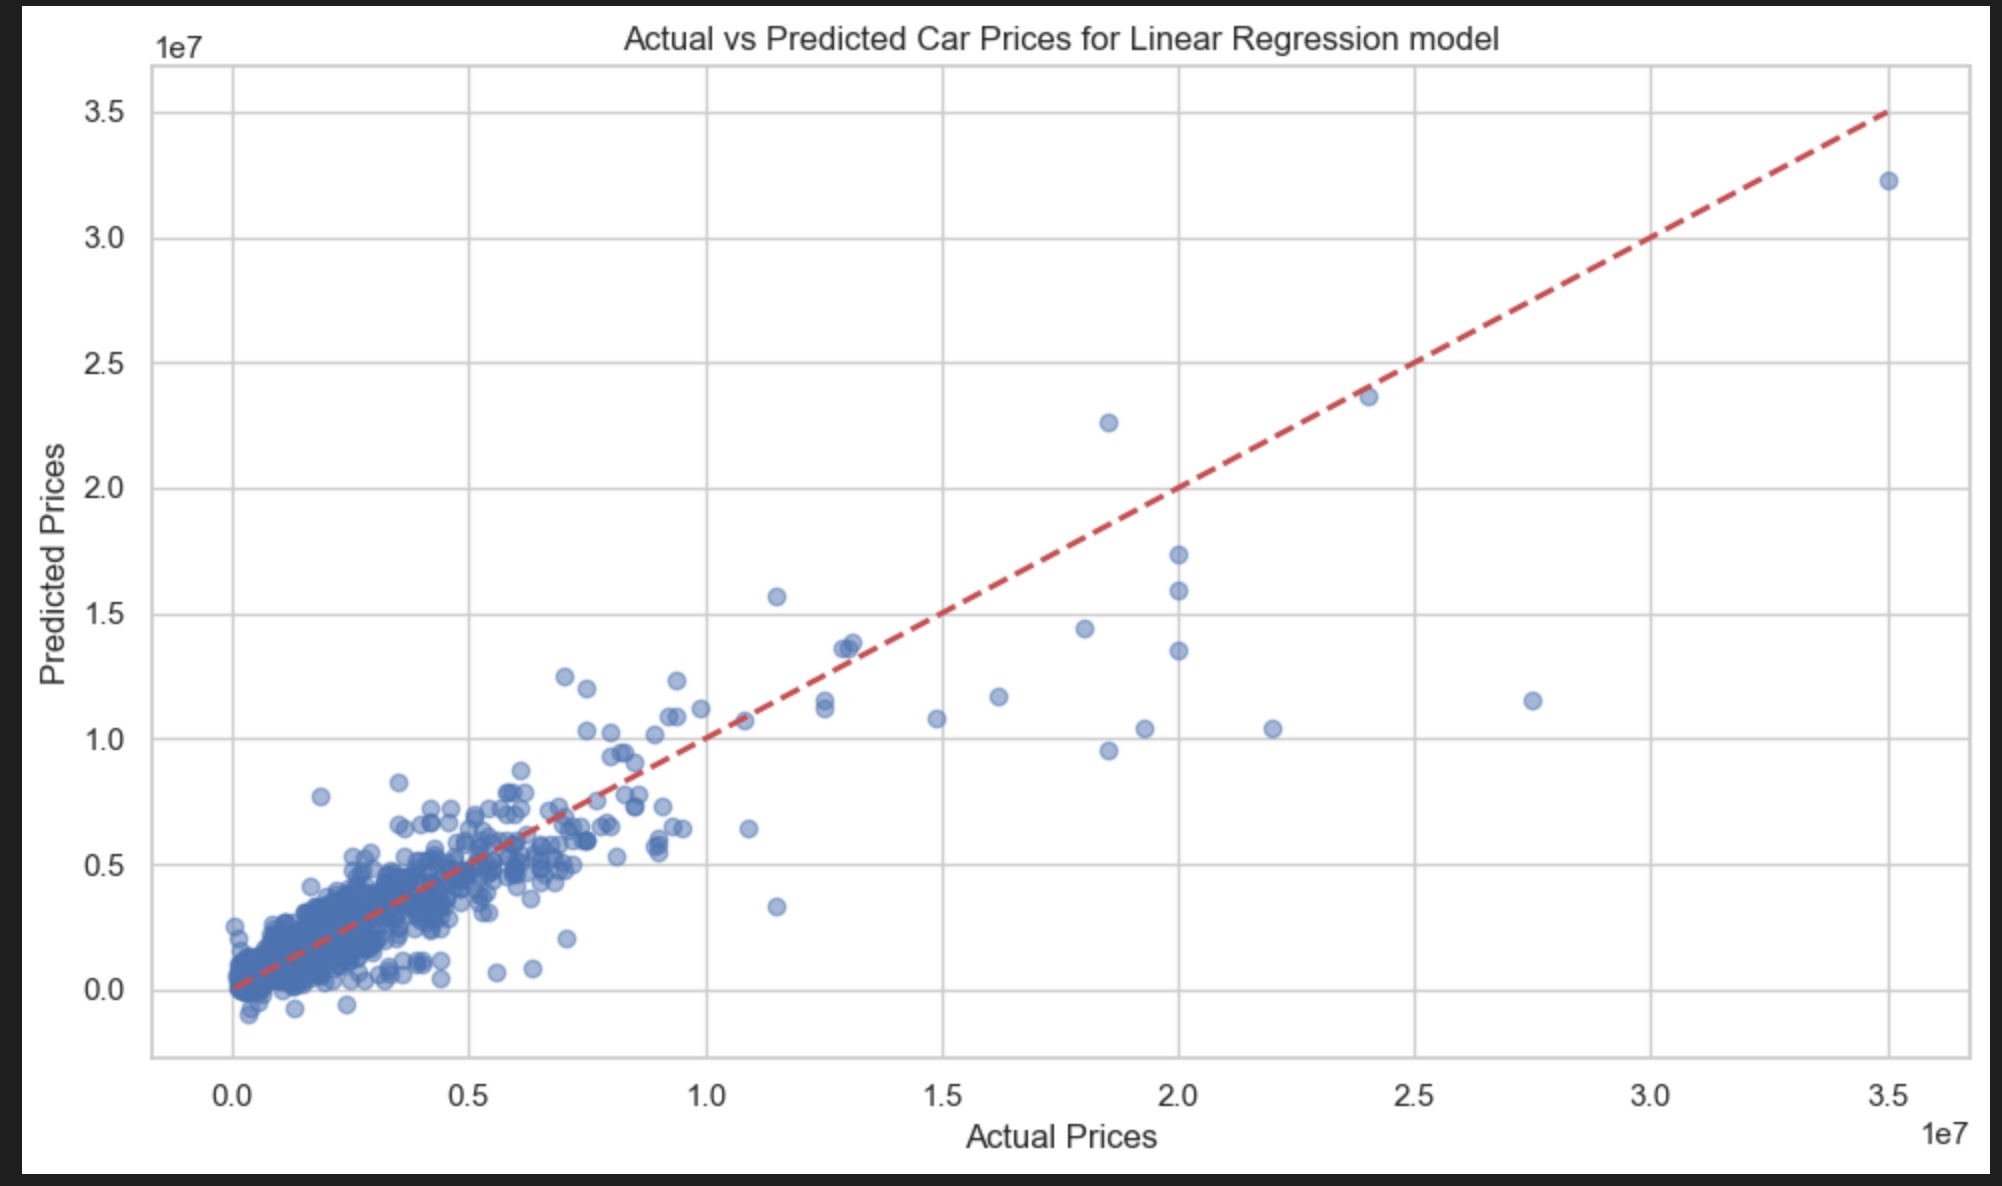 Actual vs Predicted Car Prices for Linear Regression model
1e7
3.5
3.0
2.5
2.0
1.5
1.0
0.5
0.0
Predicted Prices
0.0 0.5 1.0 1.5 2.0 2.5 3.0 3.5
Actual Prices
1e7